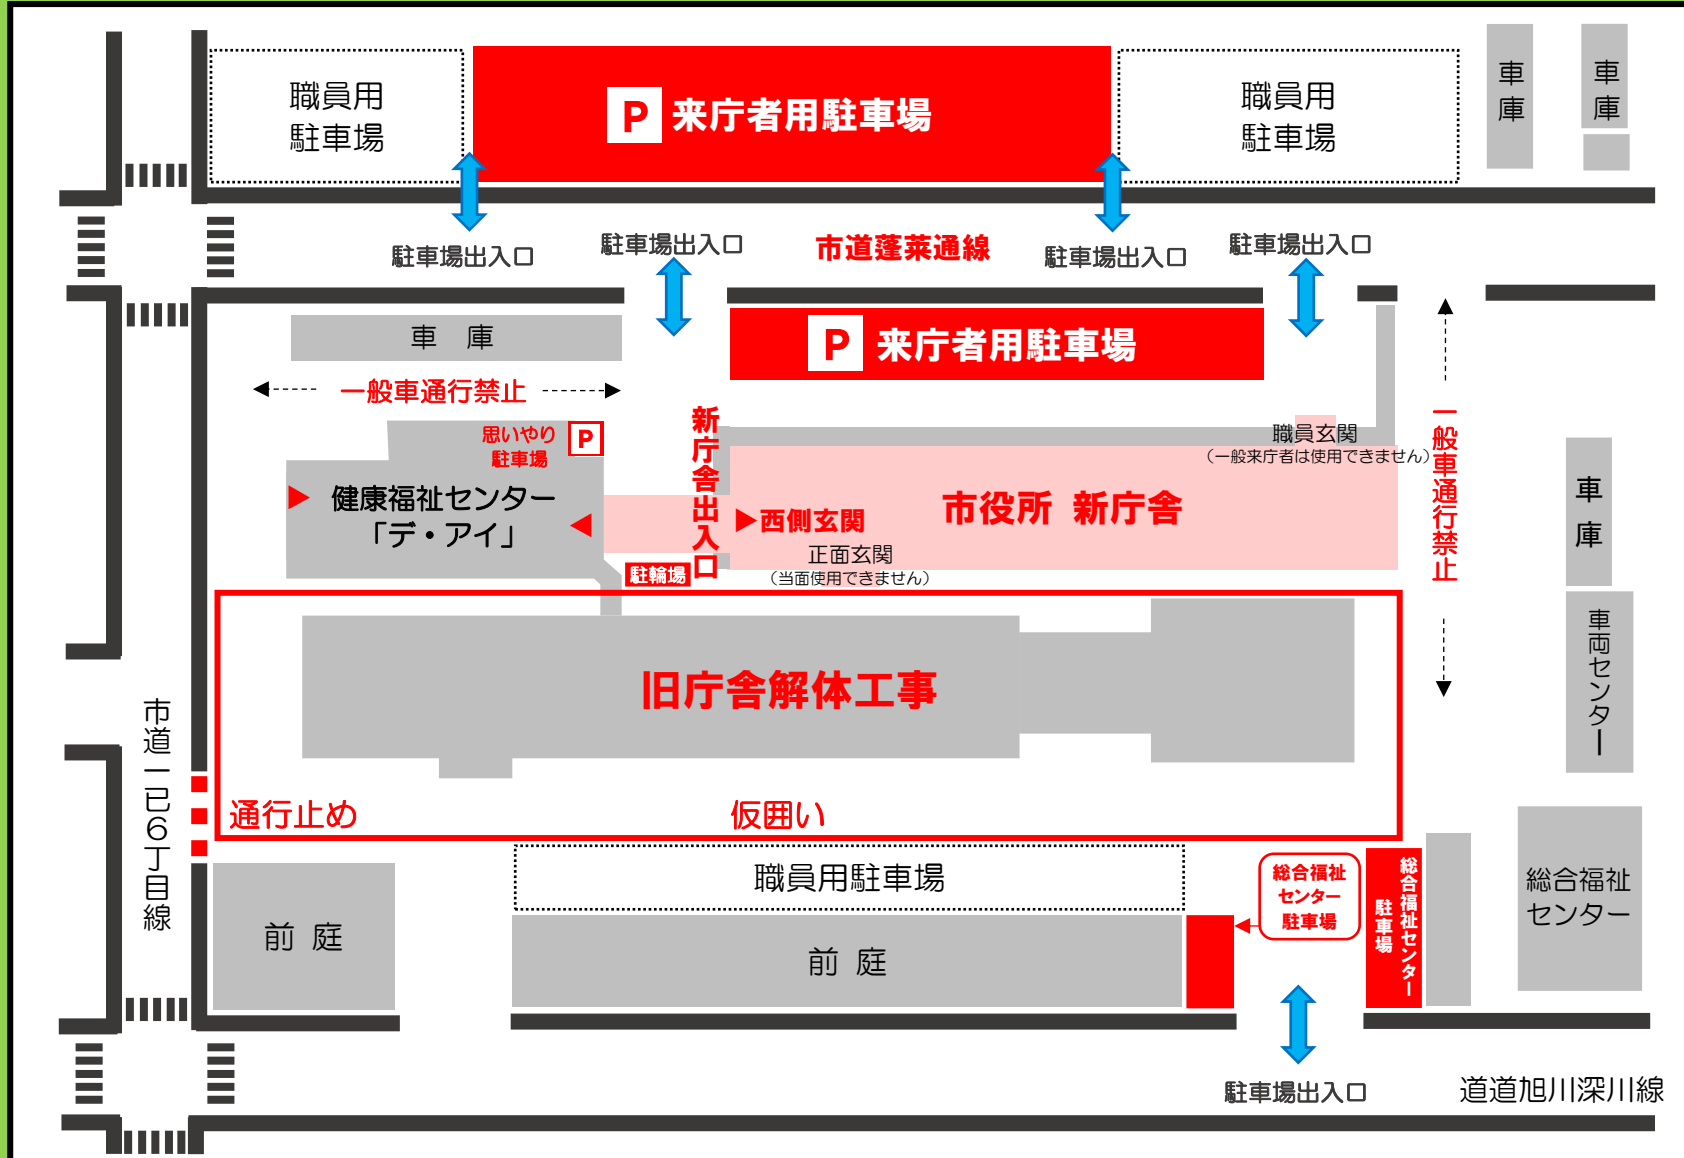 職員用
駐車場
P 来庁者用駐車場
職員用
駐車場
車庫
車庫
駐車場出入口
駐車場出入口
市道蓬莱通線
駐車場出入口
駐車場出入口
車 庫
P 来庁者用駐車場
一般車通行禁止
思いやり
駐車場
P
新庁舎出入口
職員玄関
（一般来庁者は使用できません）
一般車通行禁止
健康福祉センター
「デ・アイ」
西側玄関
市役所 新庁舎
正面玄関
（当面使用できません）
駐輪場
車庫
車両センター
旧庁舎解体工事
市道一已6丁目線
通行止め
仮囲い
職員用駐車場
総合福祉
センター
駐車場
総合福祉センター
駐車場
総合福祉
センター
前 庭
前 庭
駐車場出入口
道道旭川深川線